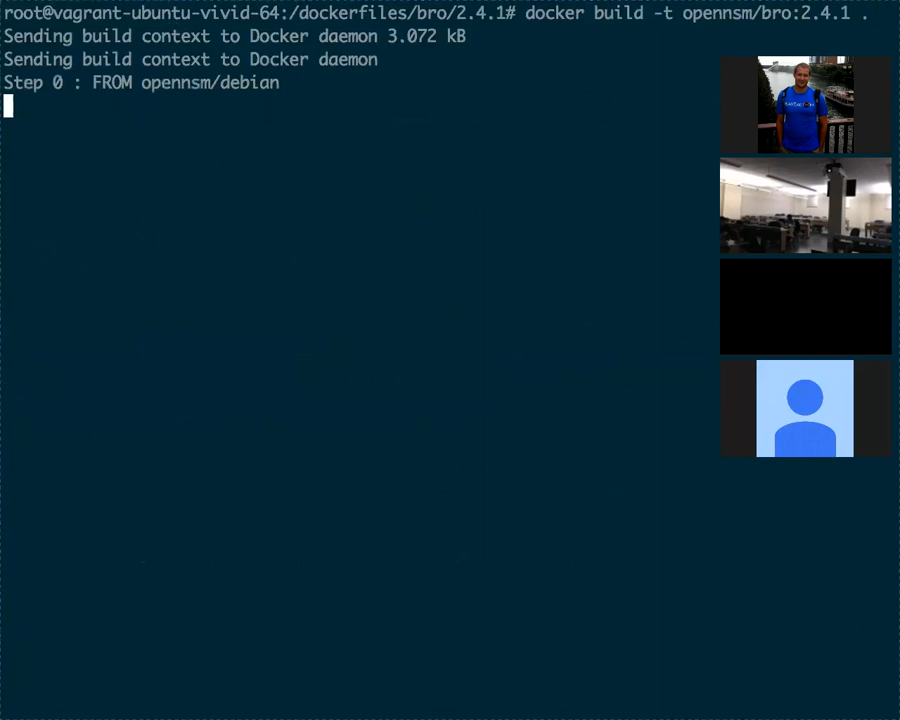 root@vagrant-ubuntu-vivid-64:/dockerfiles/bro/2.4.1# docker build -t opennsm/bro:2.4.1 .
Sending build context to Docker daemon 3.072 kB
Sending build context to Docker daemon
Step 0 : FROM opennsm/debian